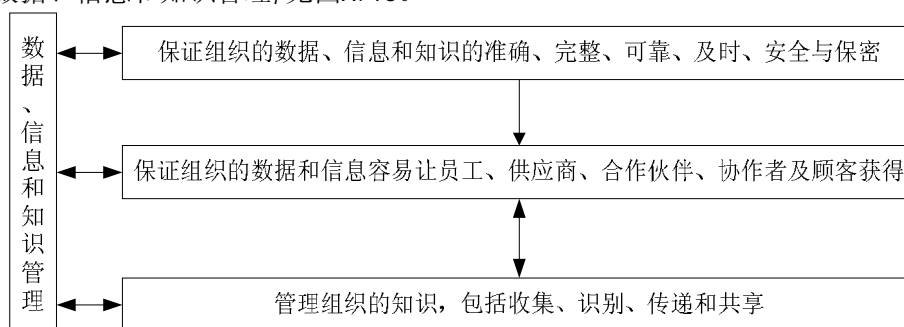 数据、信息和知识管理
保证组织的数据、信息和知识的准确、完整、可靠、及时、安全与保密
保证组织的数据和信息容易让员工、供应商、合作伙伴、协作者及顾客获得
管理组织的知识，包括收集、识别、传递和共享